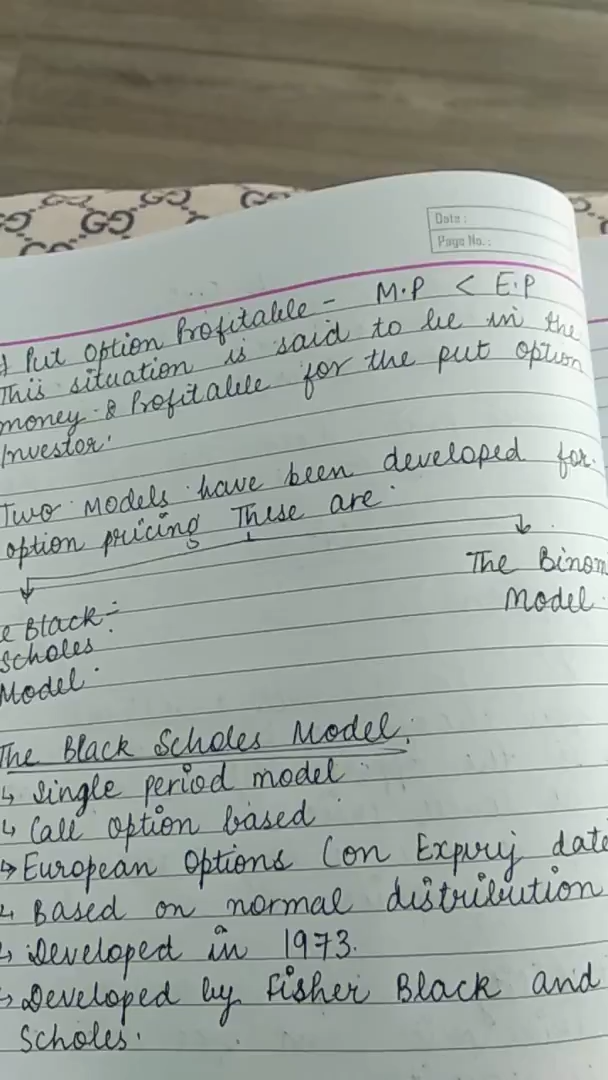 Date :
Page No. :
Put Option Profitable - M.P < E.P
This situation is said to be in the
money & Profitable for the put option
Investor.
Two Models have been developed for
option pricing These are
The Binom
Model.
e Black-
Scholes
Model.
The Black Scholes Model.
↳ Single period model
↳ Call option based
↳ European Options (on Expiry date
↳ Based on normal distribution
↳ Developed in 1973.
↳ Developed by Fisher Black and
Scholes.